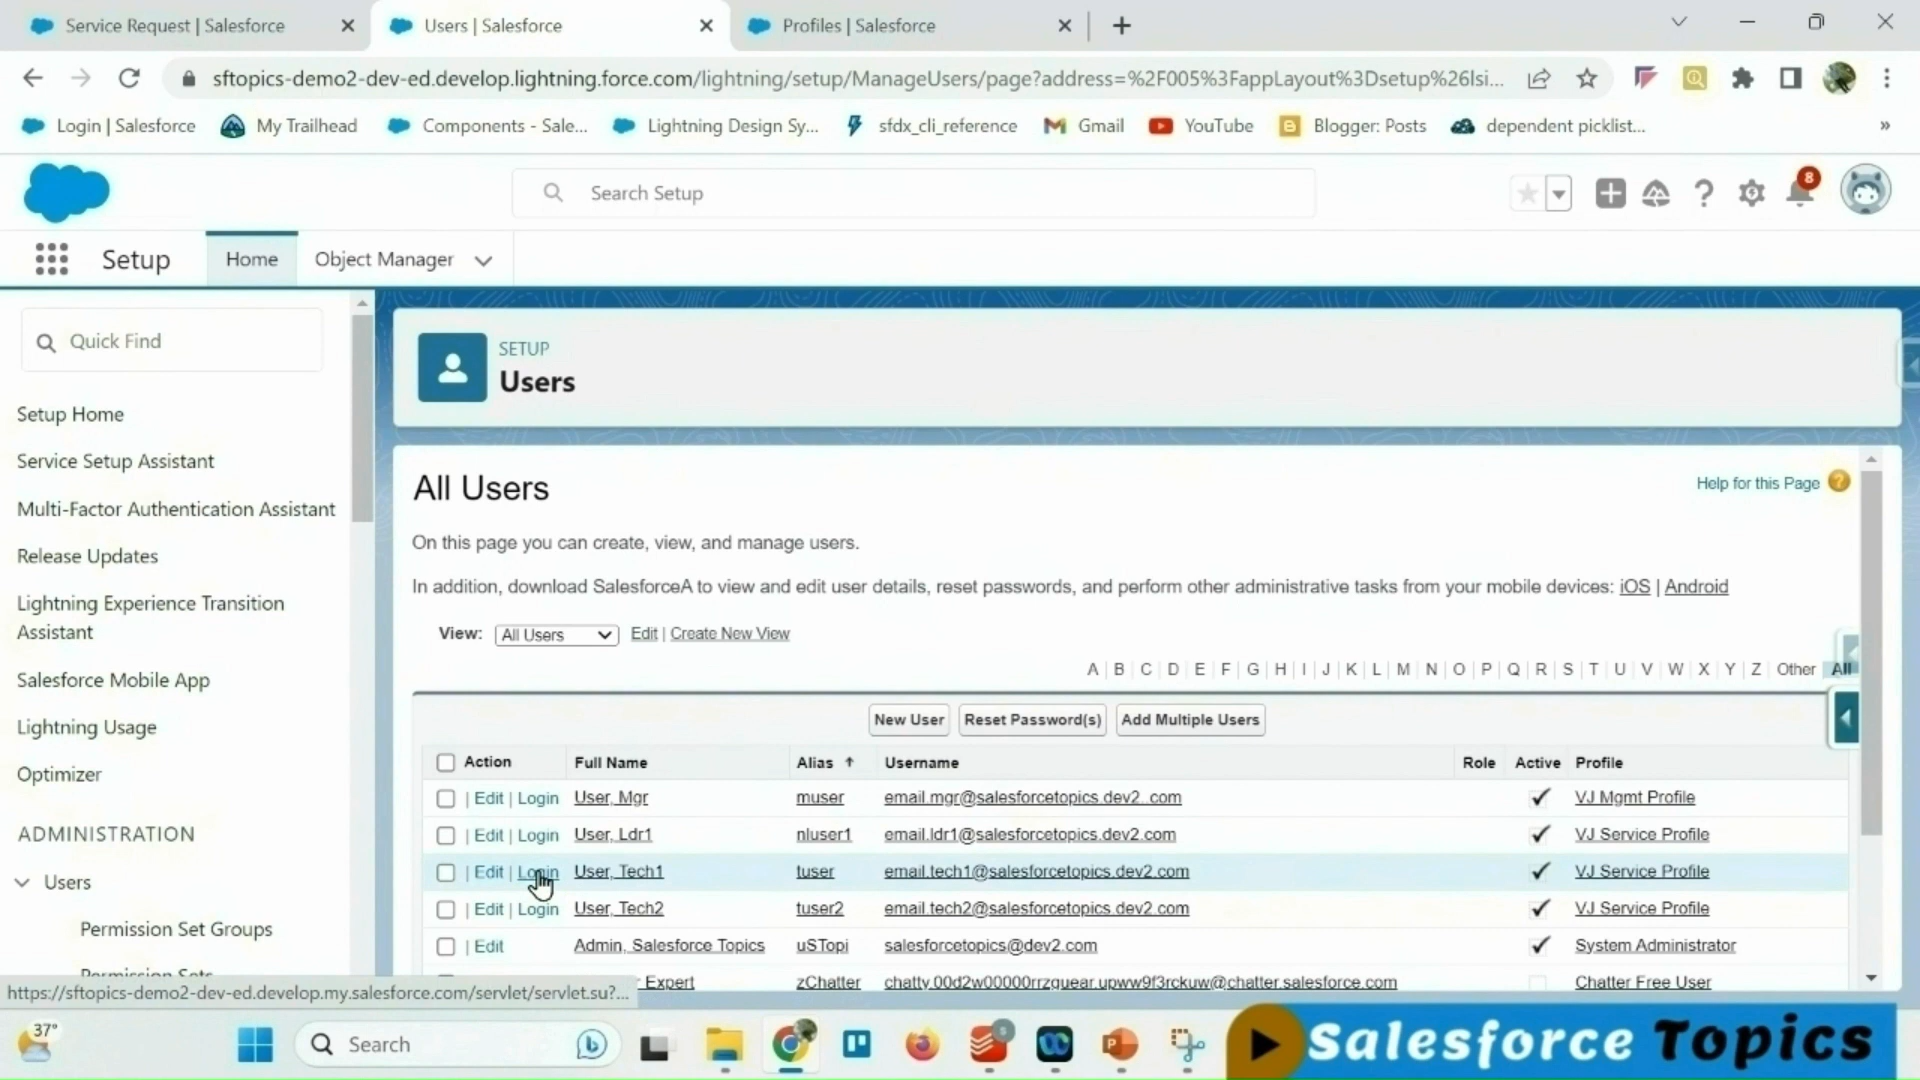 Service Request | Salesforce
Users | Salesforce
Profiles | Salesforce
sftopics-demo2-dev-ed.develop.lightning.force.com/lightning/setup/ManageUsers/page?address=%2F005%3FappLayout%3Dsetup%26lsi...
Login | Salesforce
My Trailhead
Components - Sale...
Lightning Design Sy...
sfdx_cli_reference
Gmail
YouTube
Blogger: Posts
dependent picklist...
»
Search Setup
8
Setup
Home
Object Manager
Quick Find
Setup Home
Service Setup Assistant
Multi-Factor Authentication Assistant
Release Updates
Lightning Experience Transition
Assistant
Salesforce Mobile App
Lightning Usage
Optimizer
ADMINISTRATION
Users
Permission Set Groups
Permission Sets
SETUP
Users
All Users
Help for this Page
On this page you can create, view, and manage users.
In addition, download SalesforceA to view and edit user details, reset passwords, and perform other administrative tasks from your mobile devices: iOS | Android
View: All Users Edit | Create New View
A | B | C | D | E | F | G | H | I | J | K | L | M | N | O | P | Q | R | S | T | U | V | W | X | Y | Z | Other | All
New User Reset Password(s) Add Multiple Users
Action Full Name Alias Username Role Active Profile
| Edit | Login User, Mgr muser email.mgr@salesforcetopics.dev2..com VJ Mgmt Profile
| Edit | Login User, Ldr1 nluser1 email.ldr1@salesforcetopics.dev2.com VJ Service Profile
| Edit | Login User, Tech1 tuser email.tech1@salesforcetopics.dev2.com VJ Service Profile
| Edit | Login User, Tech2 tuser2 email.tech2@salesforcetopics.dev2.com VJ Service Profile
| Edit Admin, Salesforce Topics uSTopi salesforcetopics@dev2.com System Administrator
Expert zChatter chatty.00d2w00000rrzguear.upww9f3rckuw@chatter.salesforce.com Chatter Free User
https://sftopics-demo2-dev-ed.develop.my.salesforce.com/servlet/servlet.su?...
37°
Search
Salesforce Topics